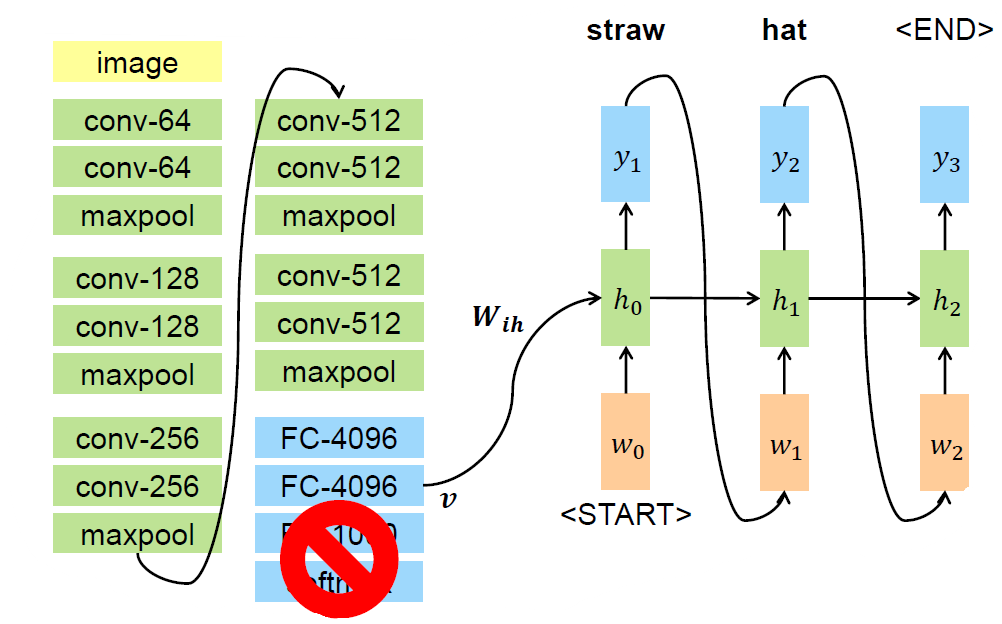 image
conv-64
conv-64
maxpool
conv-128
conv-128
maxpool
conv-256
conv-256
maxpool
conv-512
conv-512
maxpool
conv-512
conv-512
maxpool
FC-4096
FC-4096
v
W_{ih}
straw
hat
<END>
y_1
y_2
y_3
h_0
h_1
h_2
w_0
w_1
w_2
<START>